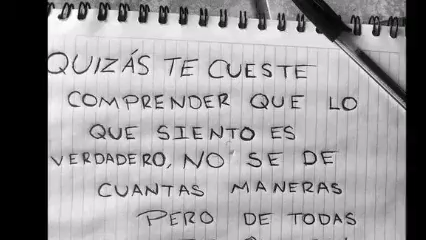 QUIZÁS TE CUESTE
COMPRENDER QUE LO
QUE SIENTO ES
VERDADERO, NO SE DE
CUANTAS MANERAS
PERO DE TODAS